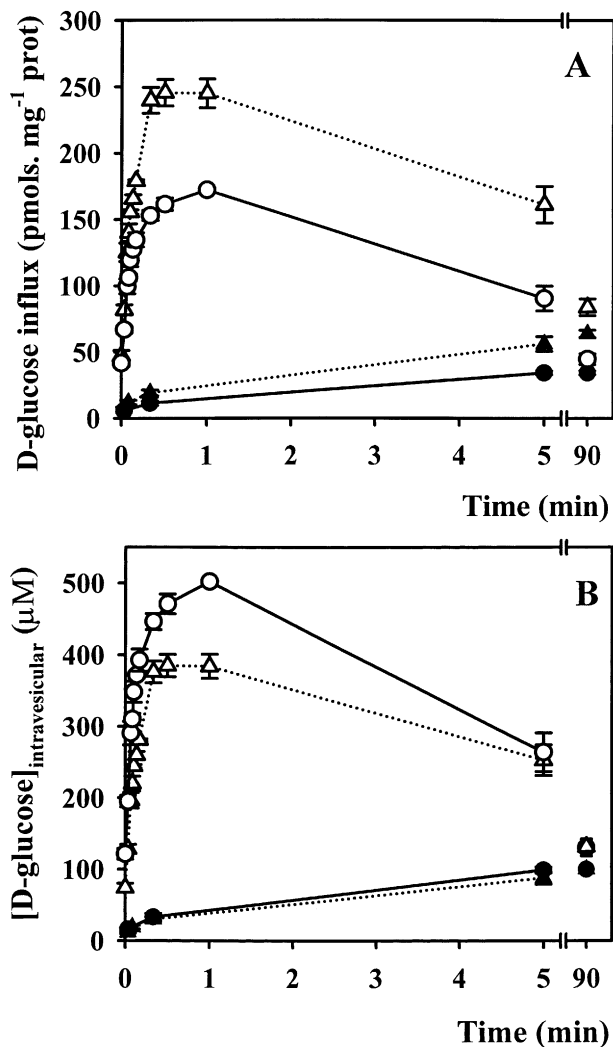 300
A
250
200
150
100
50
0
D-glucose influx (pmols. mg⁻¹ prot)
0 1 2 3 4 5 90
Time (min)
B
500
400
300
200
100
0
[D-glucose]intravesicular (μM)
0 1 2 3 4 5 90
Time (min)